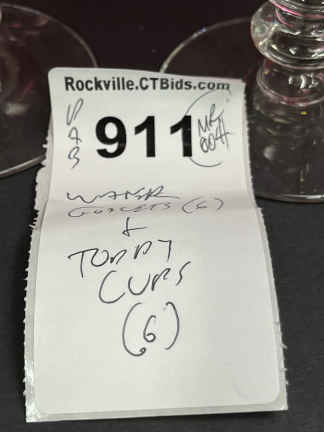 Rockville.CTBids.com
911
WATER
GOBLETS (6)
+
TODDY
CUPS
(6)